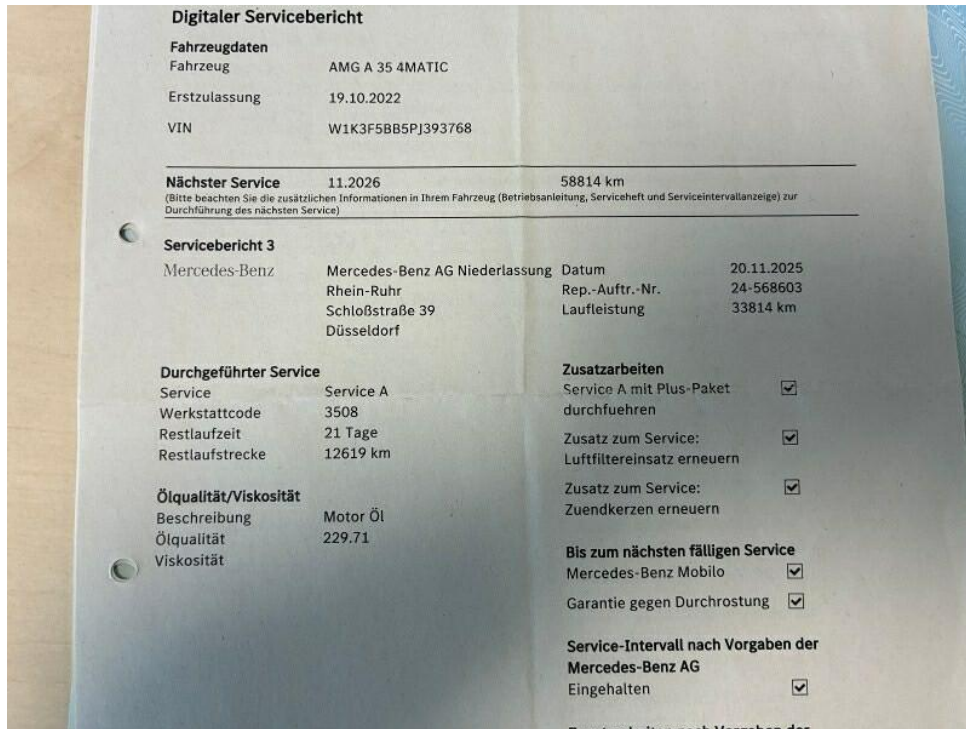 Digitaler Servicebericht
Fahrzeugdaten
Fahrzeug AMG A 35 4MATIC
Erstzulassung 19.10.2022
VIN W1K3F5BB5PJ393768
Nächster Service 11.2026 58814 km
(Bitte beachten Sie die zusätzlichen Informationen in Ihrem Fahrzeug (Betriebsanleitung, Serviceheft und Serviceintervallanzeige) zur
Durchführung des nächsten Service)
Servicebericht 3
Mercedes-Benz Mercedes-Benz AG Niederlassung Datum 20.11.2025
Rhein-Ruhr Rep.-Auftr.-Nr. 24-568603
Schloßstraße 39 Laufleistung 33814 km
Düsseldorf
Durchgeführter Service
Service Service A
Werkstattcode 3508
Restlaufzeit 21 Tage
Restlaufstrecke 12619 km
Ölqualität/Viskosität
Beschreibung Motor Öl
Ölqualität 229.71
Viskosität
Zusatzarbeiten
Service A mit Plus-Paket
durchfuehren
Zusatz zum Service:
Luftfiltereinsatz erneuern
Zusatz zum Service:
Zuendkerzen erneuern
Bis zum nächsten fälligen Service
Mercedes-Benz Mobilo
Garantie gegen Durchrostung
Service-Intervall nach Vorgaben der
Mercedes-Benz AG
Eingehalten